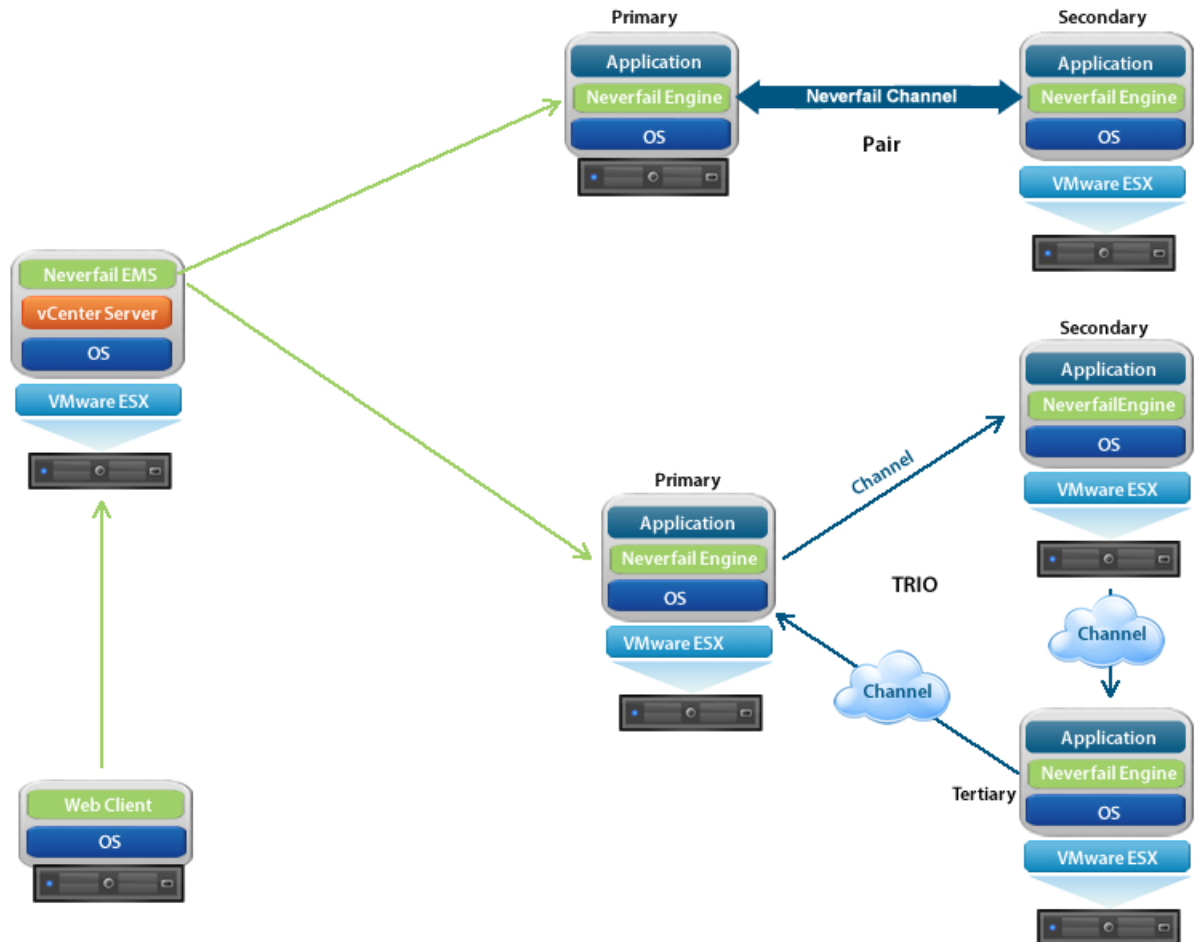 Primary
Application
Neverfail Engine
OS
Neverfail Channel
Pair
Secondary
Application
Neverfail Engine
OS
VMware ESX
Neverfail EMS
vCenter Server
OS
VMware ESX
Web Client
OS
Primary
Application
Neverfail Engine
OS
VMware ESX
Channel
TRIO
Secondary
Application
NeverfailEngine
OS
VMware ESX
Channel
Channel
Tertiary
Application
Neverfail Engine
OS
VMware ESX